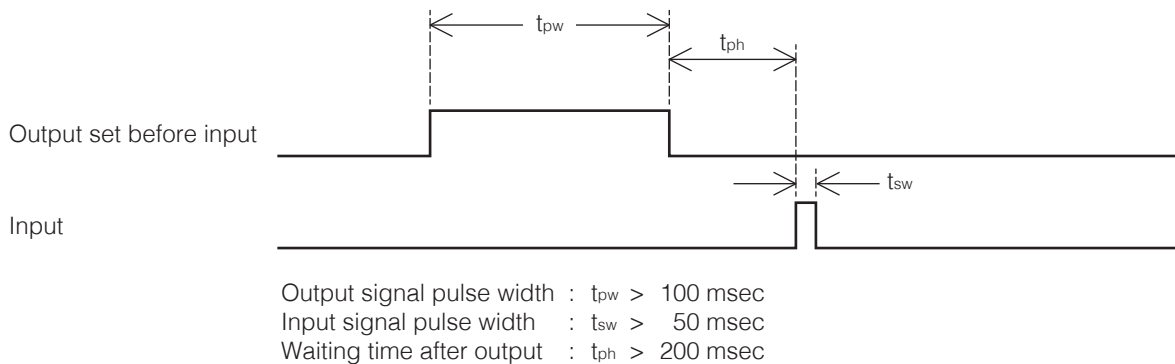 tpw
tph
Output set before input
tsw
Input
Output signal pulse width : tpw > 100 msec
Input signal pulse width : tsw > 50 msec
Waiting time after output : tph > 200 msec